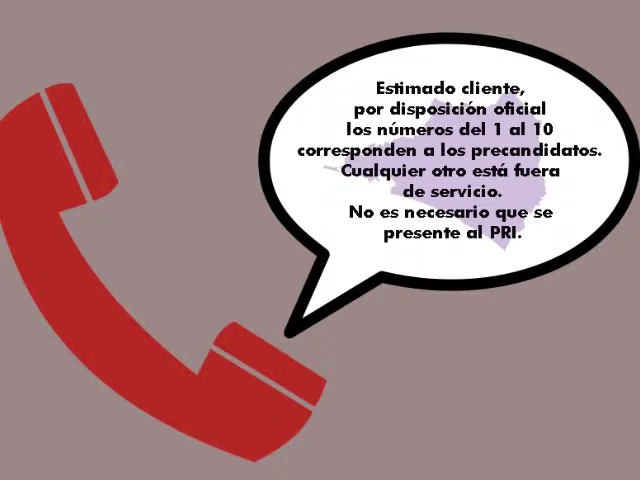 Estimado cliente,
por disposición oficial
los números del 1 al 10
corresponden a los precandidatos.
Cualquier otro está fuera
de servicio.
No es necesario que se
presente al PRI.